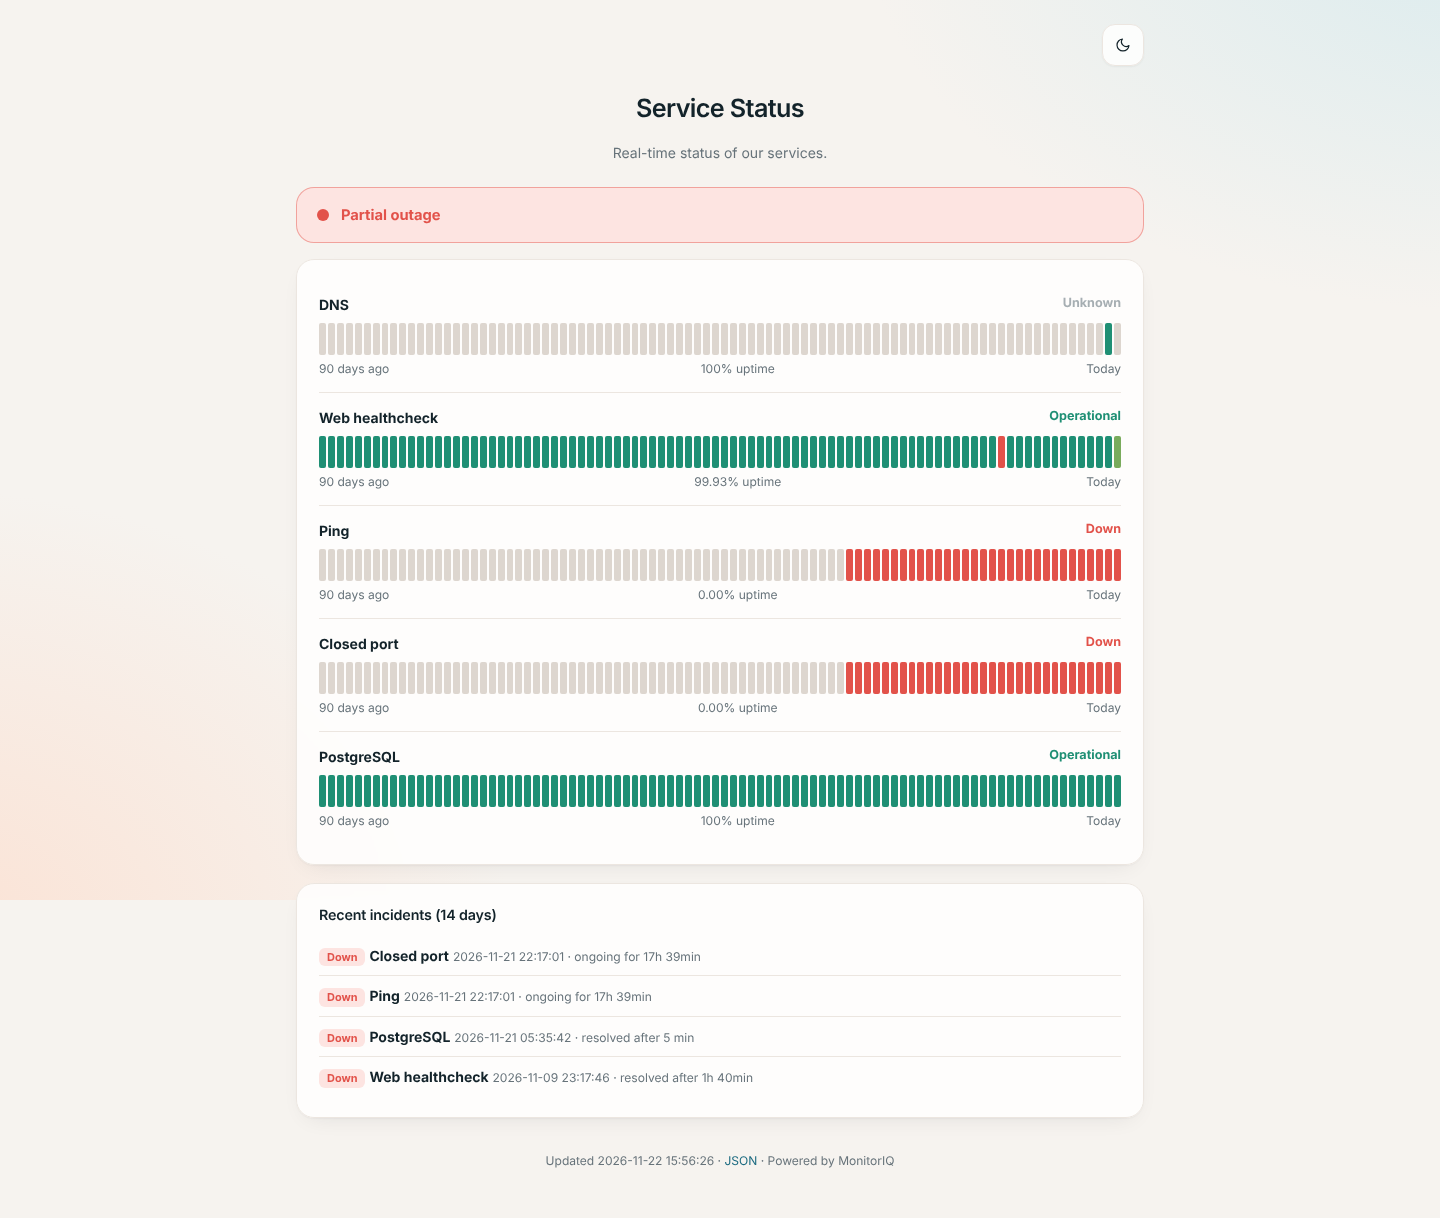 Service Status
Real-time status of our services.
Partial outage
DNS Unknown
90 days ago 100% uptime Today
Web healthcheck Operational
90 days ago 99.93% uptime Today
Ping Down
90 days ago 0.00% uptime Today
Closed port Down
90 days ago 0.00% uptime Today
PostgreSQL Operational
90 days ago 100% uptime Today
Recent incidents (14 days)
Down Closed port 2026-11-21 22:17:01 · ongoing for 17h 39min
Down Ping 2026-11-21 22:17:01 · ongoing for 17h 39min
Down PostgreSQL 2026-11-21 05:35:42 · resolved after 5 min
Down Web healthcheck 2026-11-09 23:17:46 · resolved after 1h 40min
Updated 2026-11-22 15:56:26 · JSON · Powered by MonitorIQ